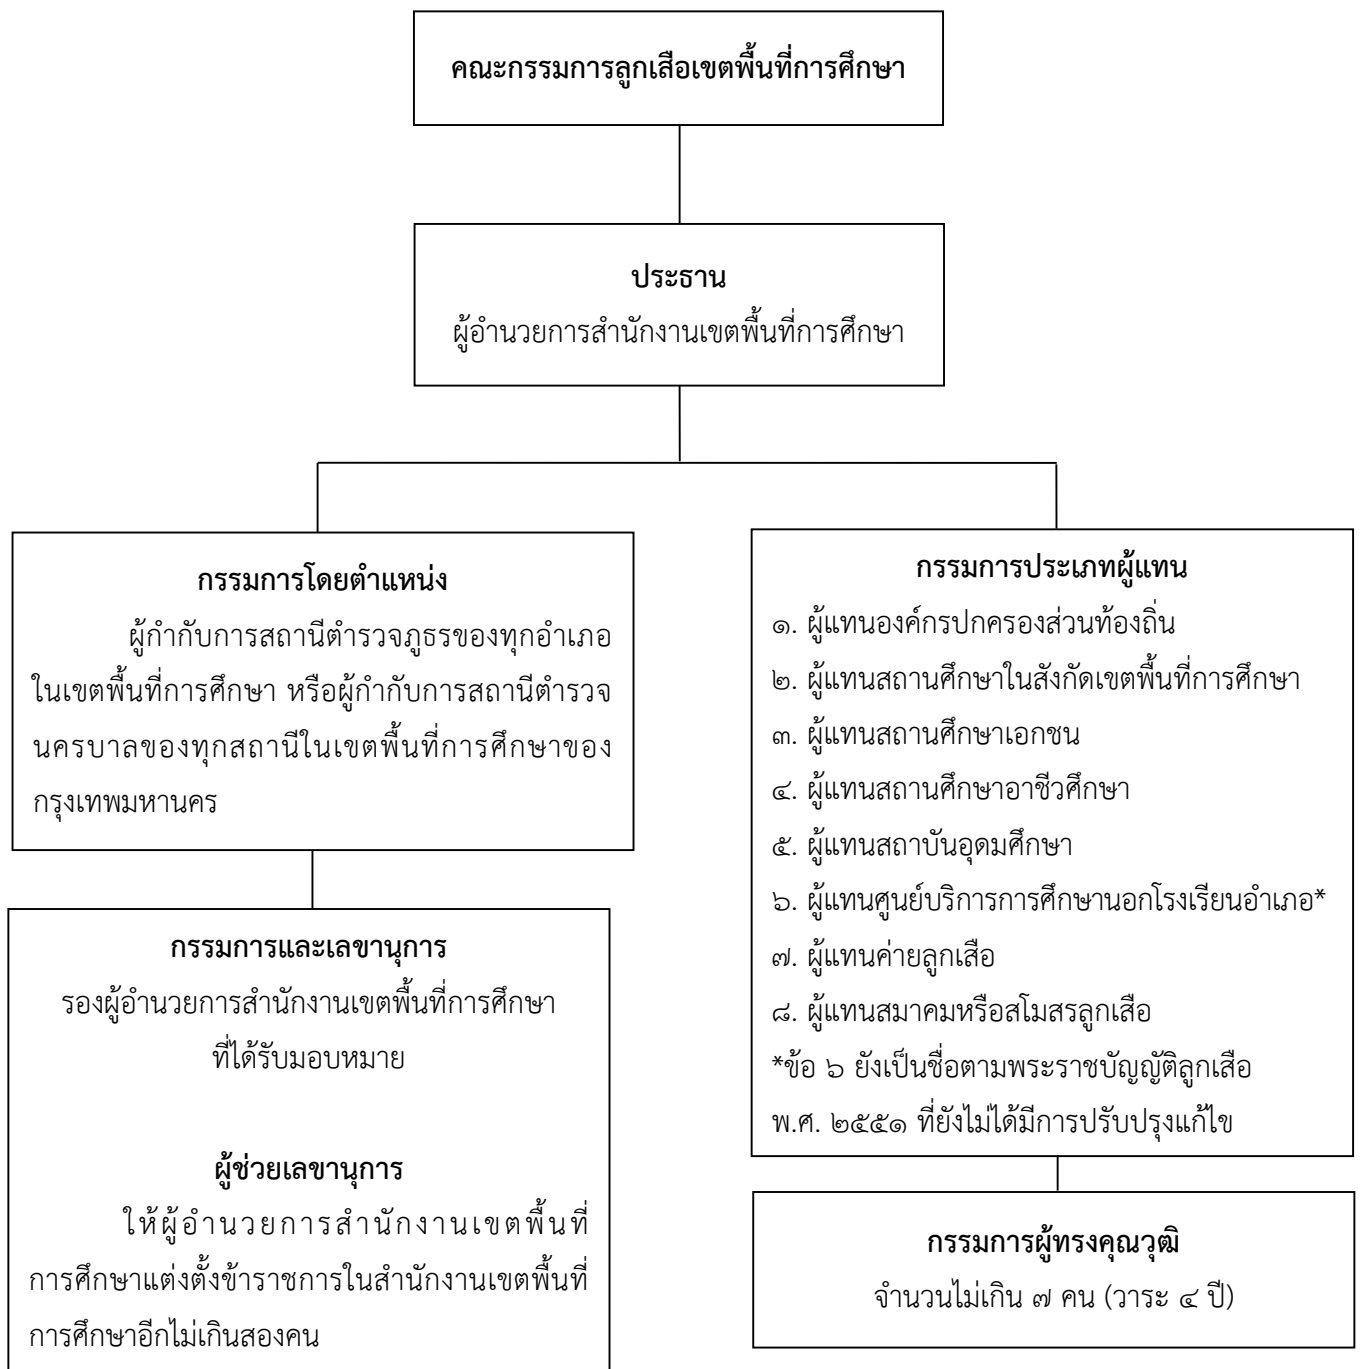 คณะกรรมการลูกเสือเขตพื้นที่การศึกษา
ประธาน
ผู้อำนวยการสำนักงานเขตพื้นที่การศึกษา
กรรมการโดยตำแหน่ง
ผู้กำกับการสถานีตำรวจภูธรของทุกอำเภอ
ในเขตพื้นที่การศึกษา หรือผู้กำกับการสถานีตำรวจ
นครบาลของทุกสถานีในเขตพื้นที่การศึกษาของ
กรุงเทพมหานคร
กรรมการและเลขานุการ
รองผู้อำนวยการสำนักงานเขตพื้นที่การศึกษา
ที่ได้รับมอบหมาย
ผู้ช่วยเลขานุการ
ให้ผู้อำนวยการสำนักงานเขตพื้นที่
การศึกษาแต่งตั้งข้าราชการในสำนักงานเขตพื้นที่
การศึกษาอีกไม่เกินสองคน
กรรมการประเภทผู้แทน
๑. ผู้แทนองค์กรปกครองส่วนท้องถิ่น
๒. ผู้แทนสถานศึกษาในสังกัดเขตพื้นที่การศึกษา
๓. ผู้แทนสถานศึกษาเอกชน
๔. ผู้แทนสถานศึกษาอาชีวศึกษา
๕. ผู้แทนสถาบันอุดมศึกษา
๖. ผู้แทนศูนย์บริการการศึกษานอกโรงเรียนอำเภอ*
๗. ผู้แทนค่ายลูกเสือ
๘. ผู้แทนสมาคมหรือสโมสรลูกเสือ
*ข้อ ๖ ยังเป็นชื่อตามพระราชบัญญัติลูกเสือ
พ.ศ. ๒๕๕๑ ที่ยังไม่ได้มีการปรับปรุงแก้ไข
กรรมการผู้ทรงคุณวุฒิ
จำนวนไม่เกิน ๗ คน (วาระ ๔ ปี)